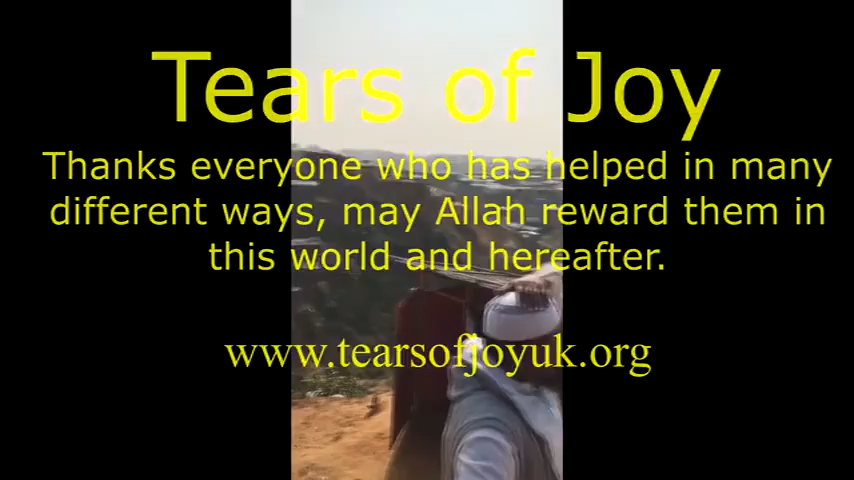 Tears of Joy
Thanks everyone who has helped in many
different ways, may Allah reward them in
this world and hereafter.
www.tearsofjoyuk.org